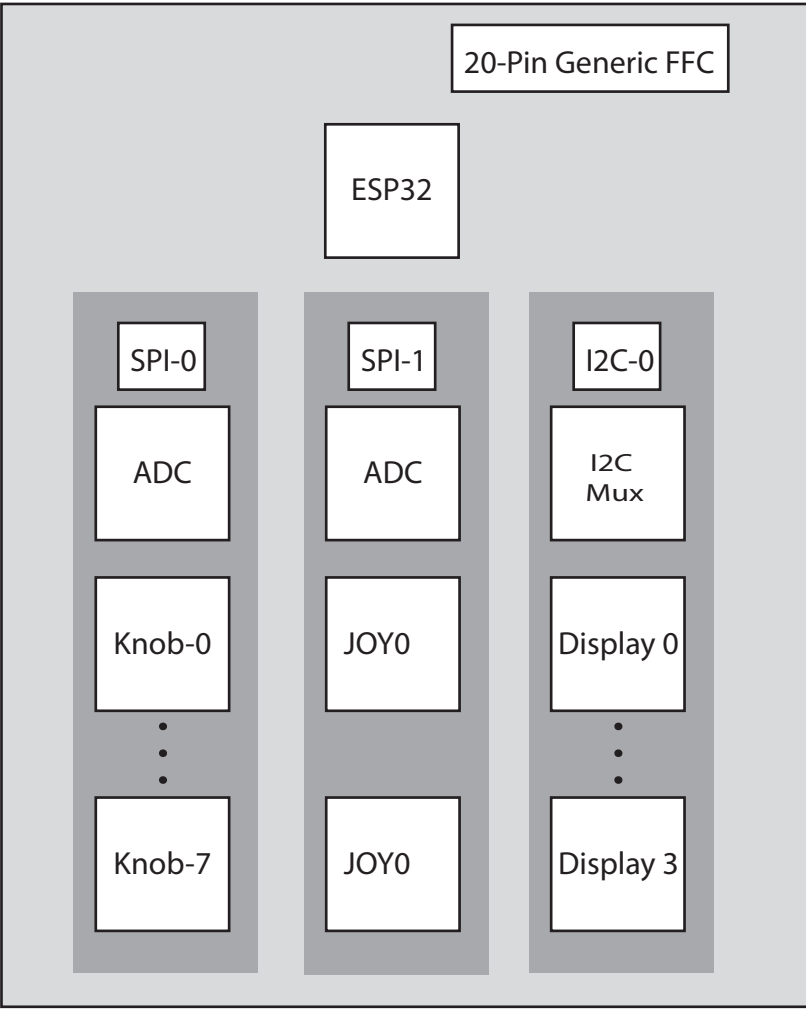 20-Pin Generic FFC
ESP32
SPI-0
SPI-1
I2C-0
ADC
ADC
I2C
Mux
Knob-0
JOY0
Display 0
Knob-7
JOY0
Display 3